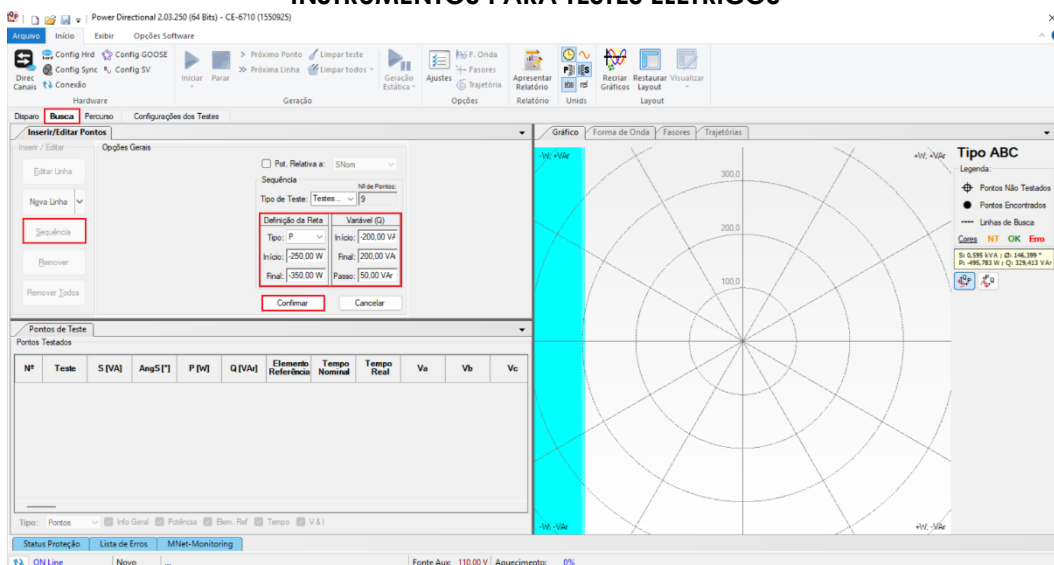 INSTRUMENTOS PARA TESTES ELÉTRICOS
Power Directional 2.03.250 (64 Bits) - CE-6710 (1550925)
Arquivo Início Exibir Opções Software
Direc Canais
Config Hrd Config GOOSE
Config Sync Config SV
Conexão
Hardware
Iniciar Parar
Próximo Ponto Limpar teste
Próxima Linha Limpar todos
Geração Estática
Geração
Ajustes
F. Onda
Fasores
Trajetória
Opções
Apresentar Relatório
Relatório
abs rel
Unids
Recriar Gráficos
Restaurar Layout
Visualizar
Layout
Disparo Busca Percurso Configurações dos Testes
Inserir/Editar Pontos
Inserir / Editar
Editar Linha
Nova Linha
Sequência
Remover
Remover Todos
Opções Gerais
Pot. Relativa a: SNom
Sequência
Nº de Pontos:
Tipo de Teste: Testes... 9
Definição da Reta Variável (Q)
Tipo: P Início: -200,00 VA
Início: -250,00 W Final: 200,00 VA
Final: -350,00 W Passo: 50,00 VAr
Confirmar Cancelar
Gráfico Forma de Onda Fasores Trajetórias
-W; +VAr
+W; +VAr
300,0
200,0
100,0
-W; -VAr
+W; -VAr
Tipo ABC
Legenda:
Pontos Não Testados
Pontos Encontrados
Linhas de Busca
Cores NT OK Erro
S: 0,595 kVA ; Ø: 146,399 °
P: -495,783 W ; Q: 329,413 VAr
Pontos de Teste
Pontos Testados
Nº Teste S [VA] AngS [°] P [W] Q [VAr] Elemento Referência Tempo Nominal Tempo Real Va Vb Vc
Tipo: Pontos Info Geral Potência Elem. Ref Tempo V & I
Status Proteção Lista de Erros MNet-Monitoring
ON Line Novo Fonte Aux: 110,00 V Aquecimento: 0%